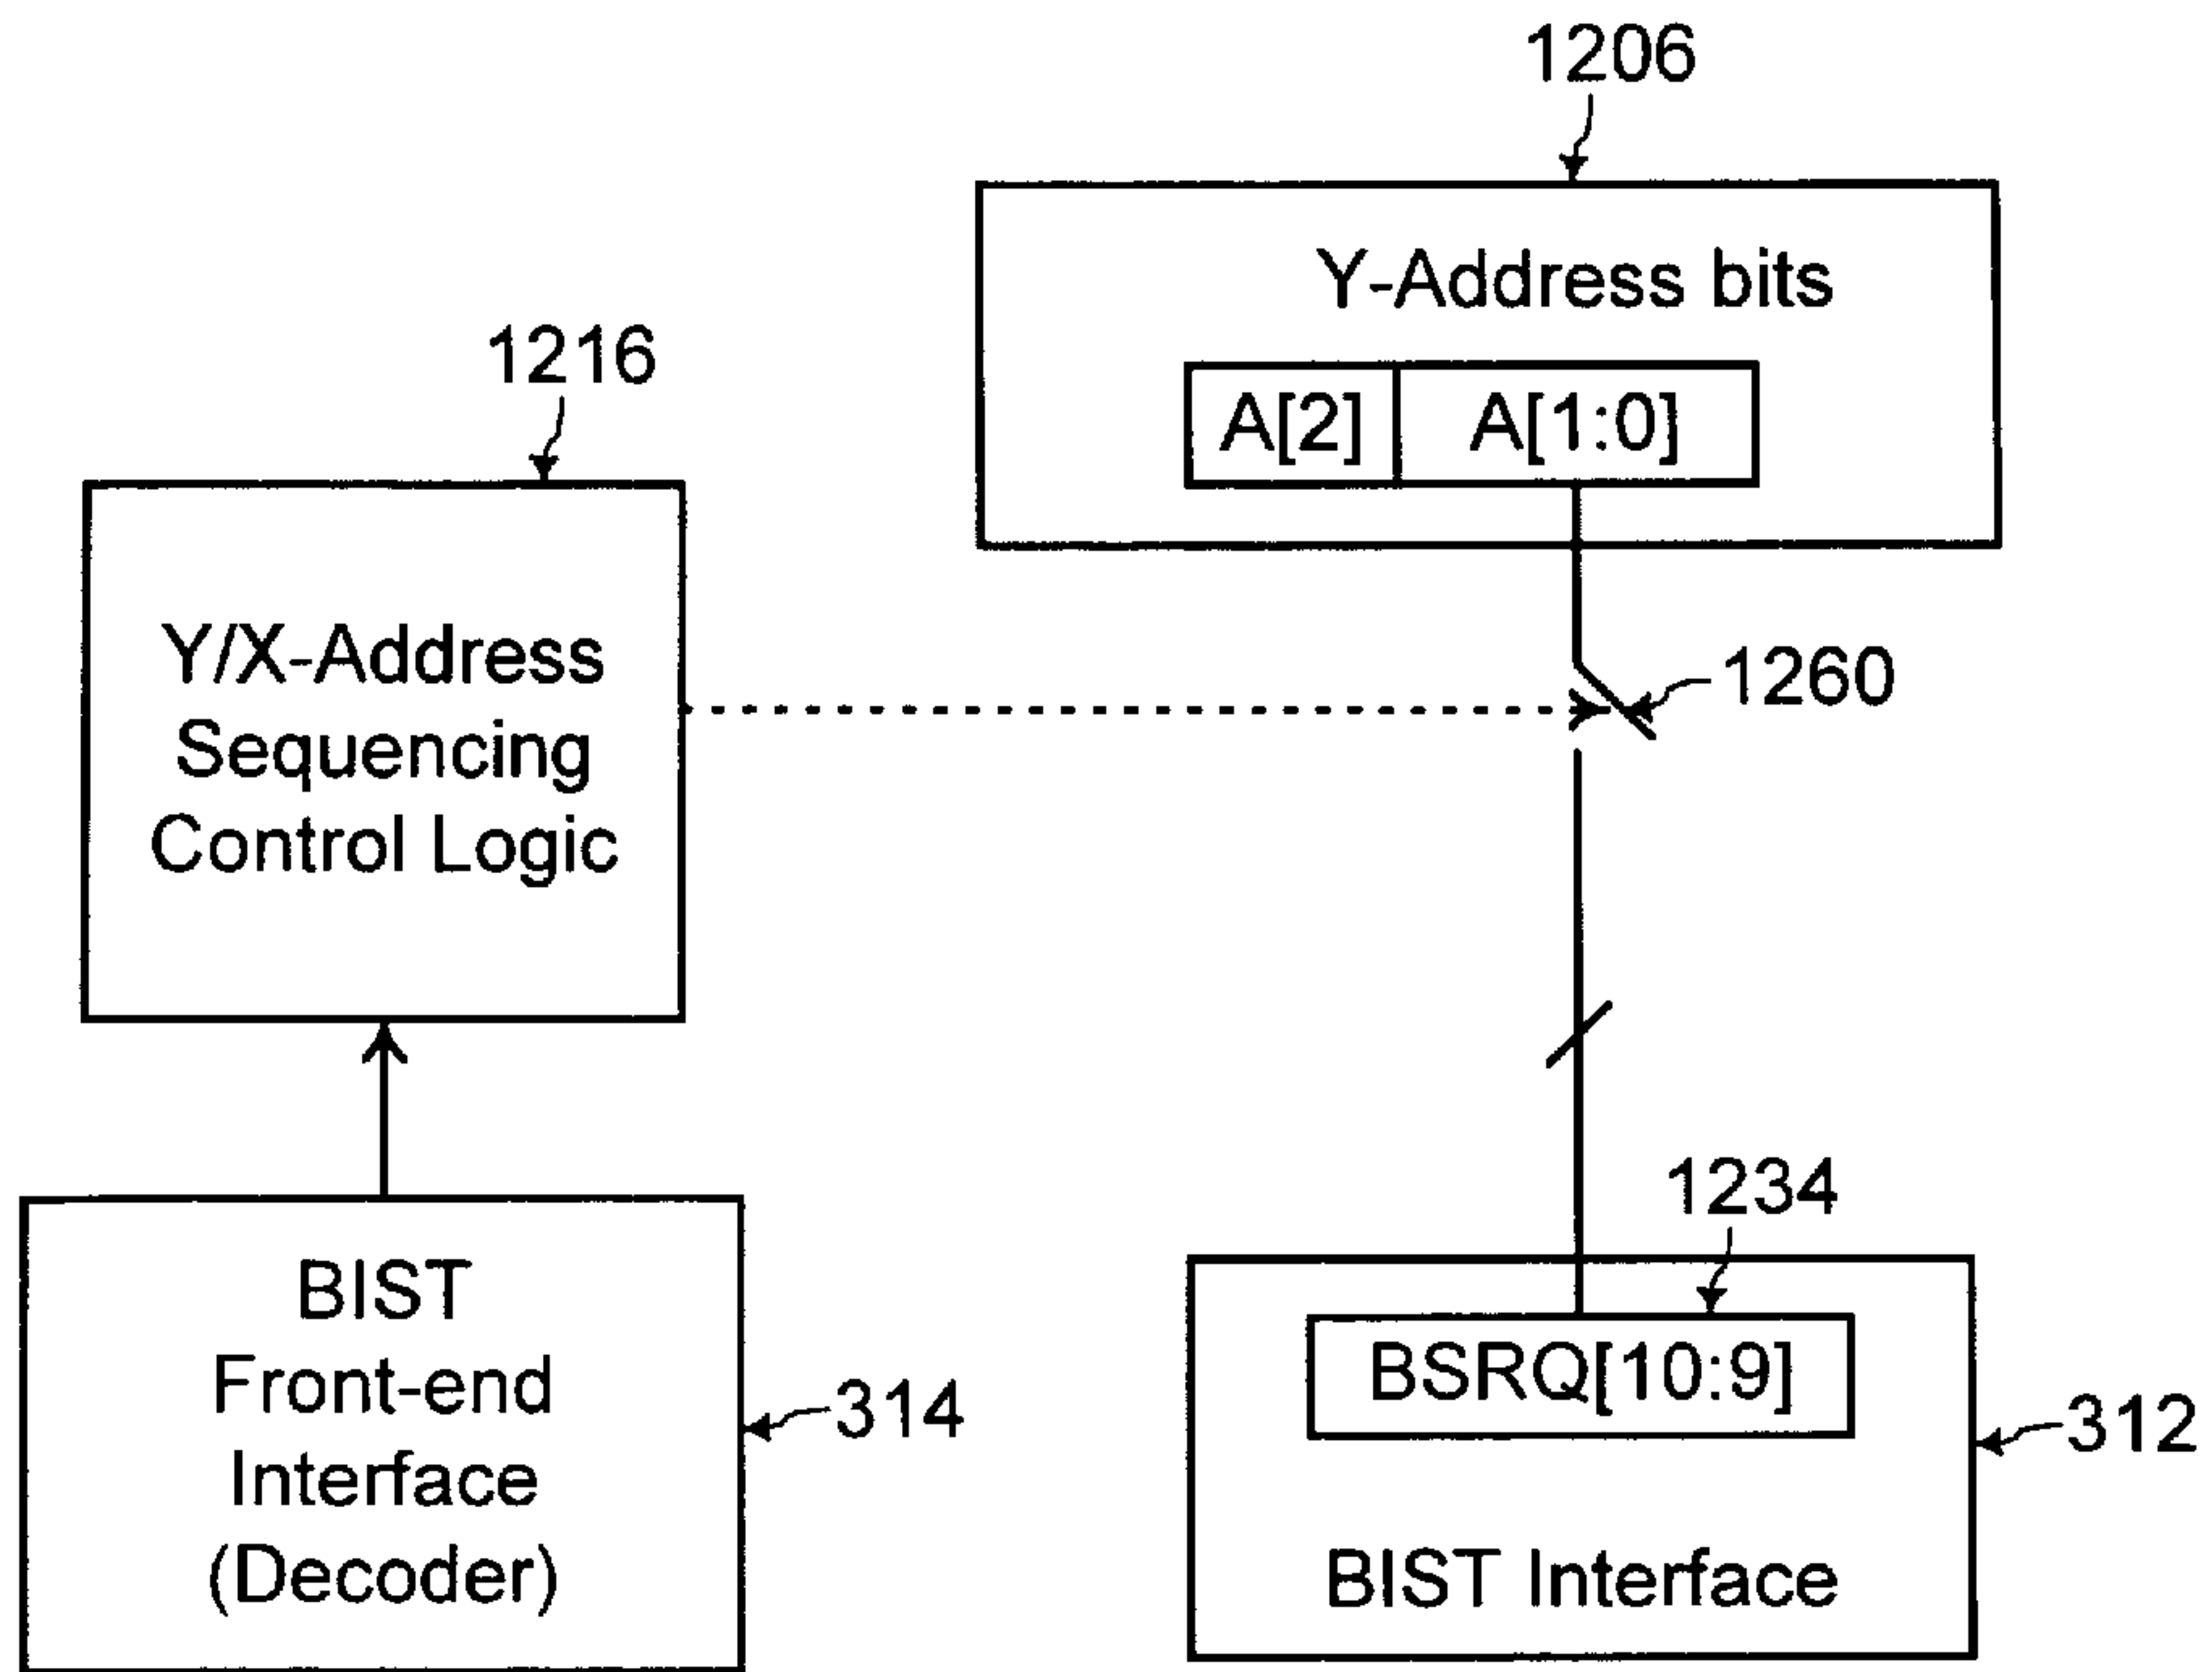 1206
Y-Address bits
A[2] A[1:0]
1216
Y/X-Address
Sequencing
Control Logic
1260
1234
BSRQ[10:9]
BIST Interface
312
BIST
Front-end
Interface
(Decoder)
314